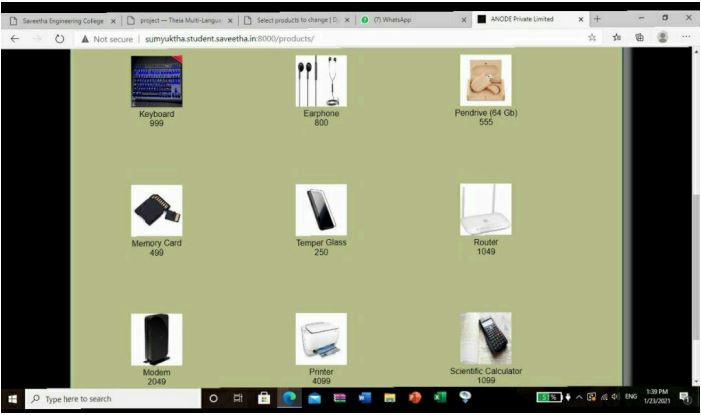 Saveetha Engineering College
project — Theia Multi-Langua
Select products to change | D
(7) WhatsApp
ANODE Private Limited
Not secure | sumyuktha.student.saveetha.in:8000/products/
Keyboard
999
Earphone
800
Pendrive (64 Gb)
555
Memory Card
499
Temper Glass
250
Router
1049
Modem
2049
Printer
4099
Scientific Calculator
1099
Type here to search
51%
ENG
1:39 PM
1/23/2021